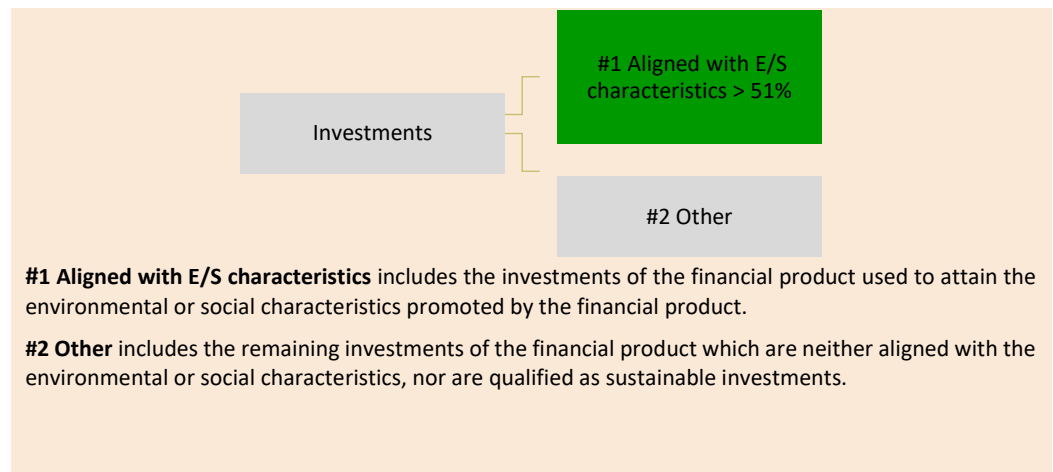 #1 Aligned with E/S
characteristics > 51%
Investments
#2 Other
#1 Aligned with E/S characteristics includes the investments of the financial product used to attain the
environmental or social characteristics promoted by the financial product.
#2 Other includes the remaining investments of the financial product which are neither aligned with the
environmental or social characteristics, nor are qualified as sustainable investments.